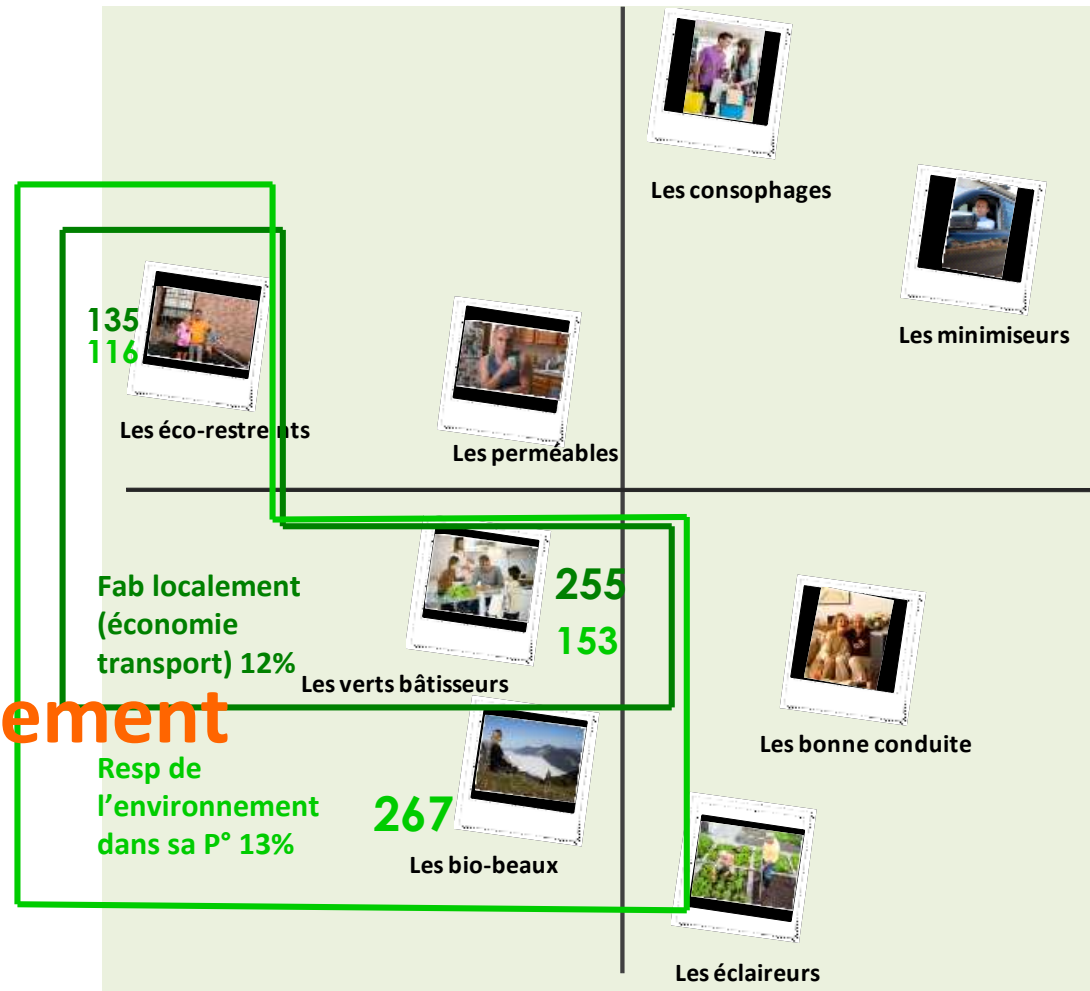 Les consophages
Les minimiseurs
135
116
Les éco-restreints
Les perméables
Fab localement
(économie
transport) 12%
255
153
Les verts bâtisseurs
ement
Les bonne conduite
Resp de
l'environnement
dans sa P° 13%
267
Les bio-beaux
Les éclaireurs